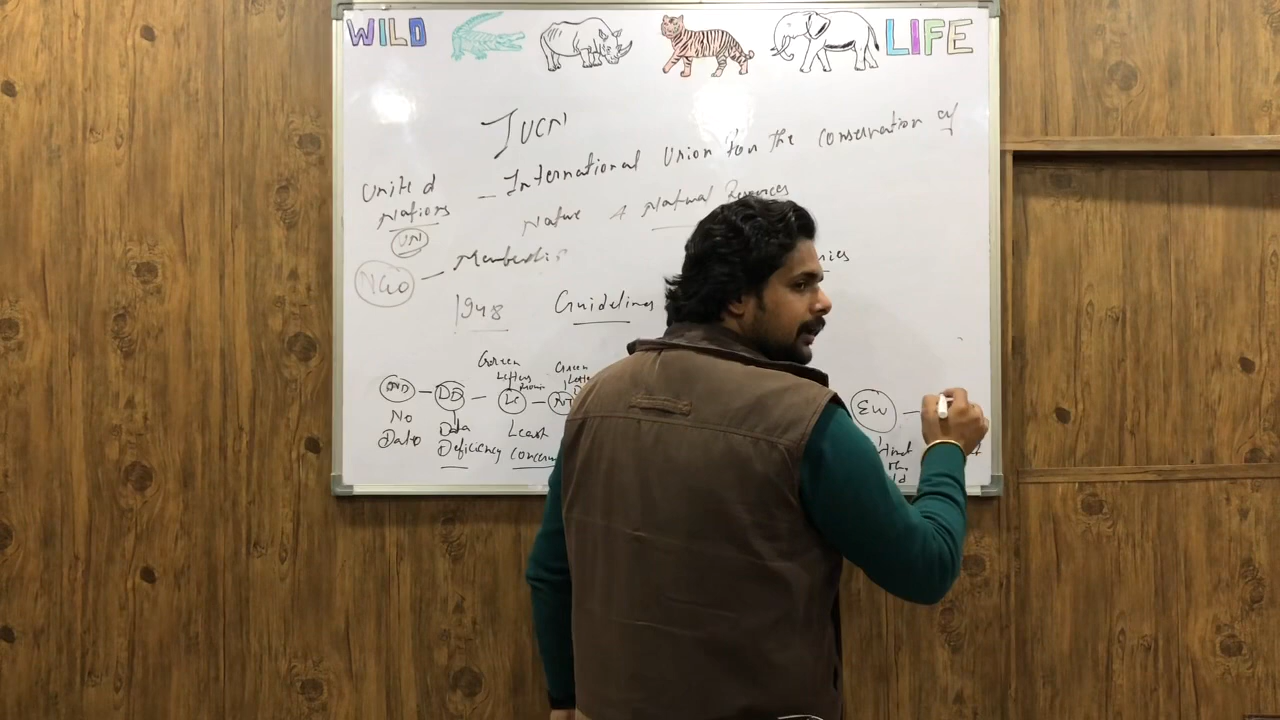 WILD LIFE
IUCN
- International Union for the Conservation of
Nature & Natural Resources
United
Nations
UN
NGO - Membership
1948 Guidelines
Green
Letters
Green
ND - DD - LC - NT
EW -
No
Data
Data
Deficiency
Least
Concern